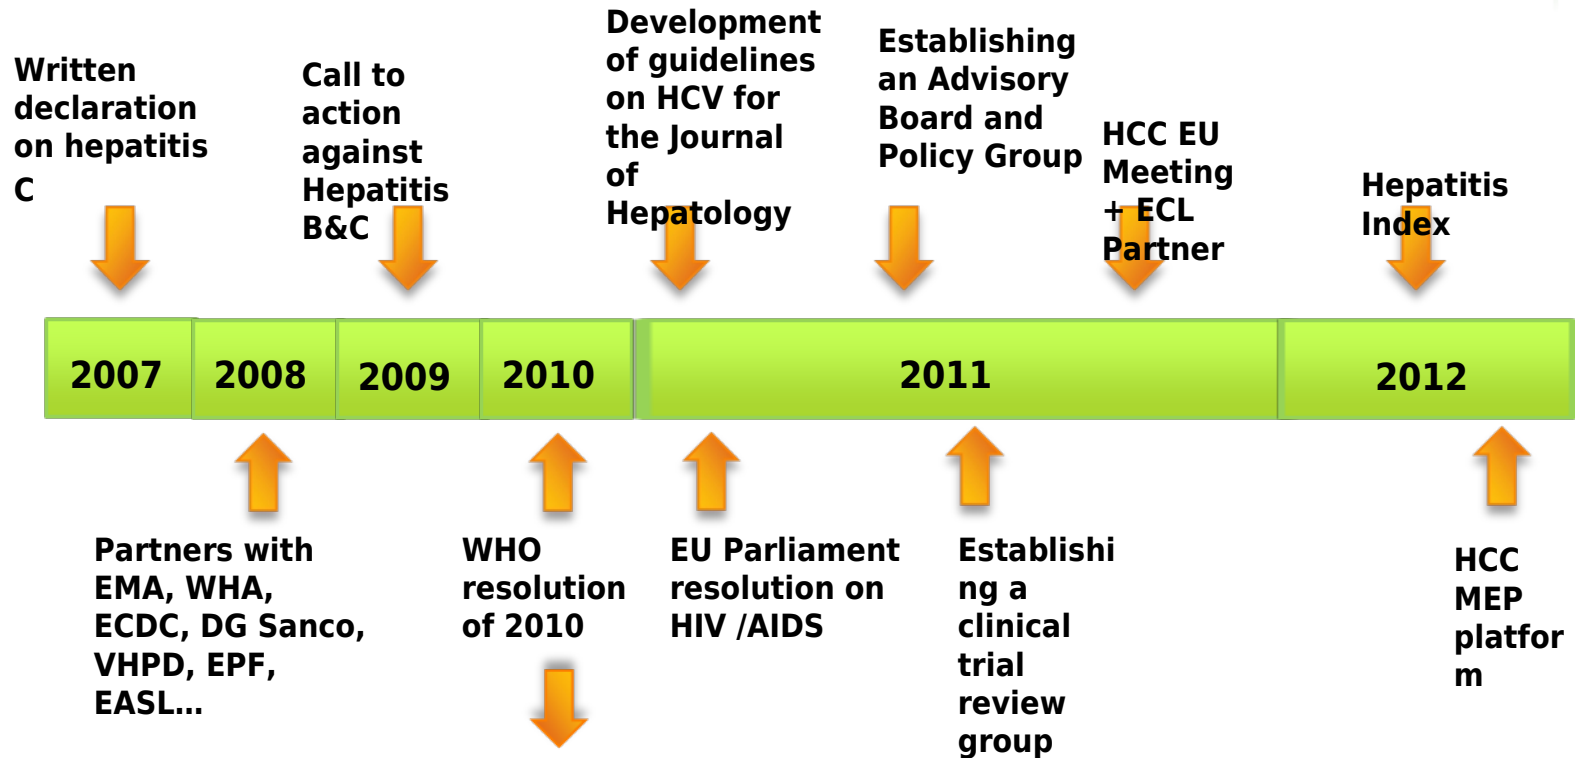 Written
declaration
on hepatitis
C
Call to
action
against
Hepatitis
B&C
Development
of guidelines
on HCV for
the Journal
of
Hepatology
Establishing
an Advisory
Board and
Policy Group
HCC EU
Meeting
+ ECL
Partner
Hepatitis
Index
2007
2008
2009
2010
2011
2012
Partners with
EMA, WHA,
ECDC, DG Sanco,
VHPD, EPF,
EASL...
WHO
resolution
of 2010
EU Parliament
resolution on
HIV /AIDS
Establishi
ng a
clinical
trial
review
group
HCC
MEP
platfor
m